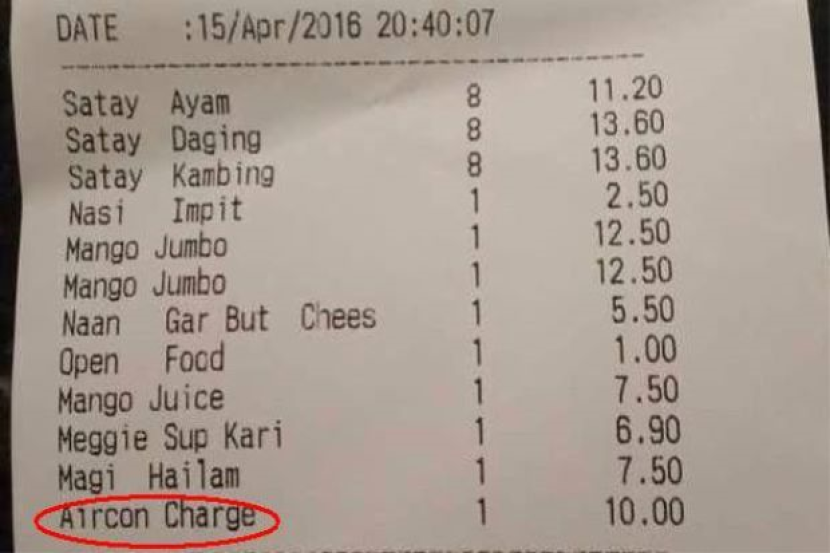 DATE :15/Apr/2016 20:40:07
Satay Ayam 8 11.20
Satay Daging 8 13.60
Satay Kambing 8 13.60
Nasi Impit 1 2.50
Mango Jumbo 1 12.50
Mango Jumbo 1 12.50
Naan Gar But Chees 1 5.50
Open Food 1 1.00
Mango Juice 1 7.50
Meggie Sup Kari 1 6.90
Magi Hailam 1 7.50
Aircon Charge 1 10.00